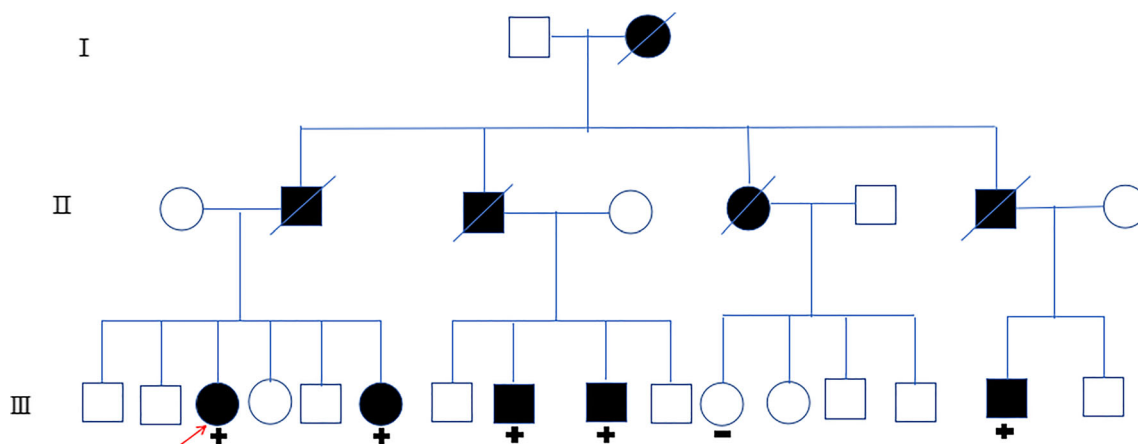 Ⅰ
Ⅱ
Ⅲ
+ + + + - +